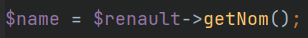 $name = $renault->getNom();